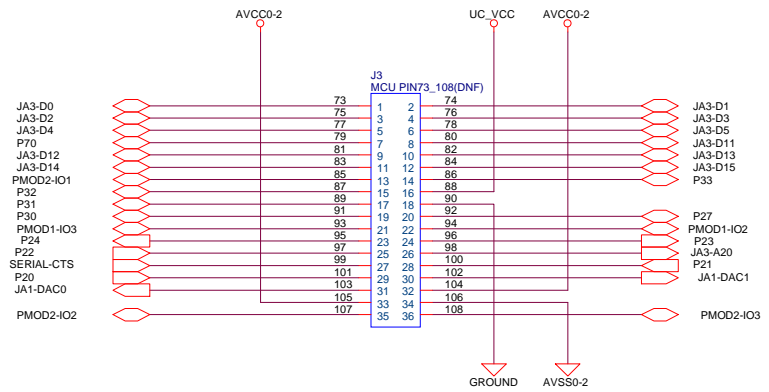 AVCC0-2 UC_VCC AVCC0-2
J3
MCU PIN73_108(DNF)
JA3-D0 73 1 2 74 JA3-D1
JA3-D2 75 3 4 76 JA3-D3
JA3-D4 77 5 6 78 JA3-D5
P70 79 7 8 80 JA3-D11
JA3-D12 81 9 10 82 JA3-D13
JA3-D14 83 11 12 84 JA3-D15
PMOD2-IO1 85 13 14 86 P33
P32 87 15 16 88
P31 89 17 18 90
P30 91 19 20 92 P27
PMOD1-IO3 93 21 22 94 PMOD1-IO2
P24 95 23 24 96 P23
P22 97 25 26 98 JA3-A20
SERIAL-CTS 99 27 28 100 P21
P20 101 29 30 102 JA1-DAC1
JA1-DAC0 103 31 32 104
105 33 34 106
PMOD2-IO2 107 35 36 108 PMOD2-IO3
GROUND AVSS0-2